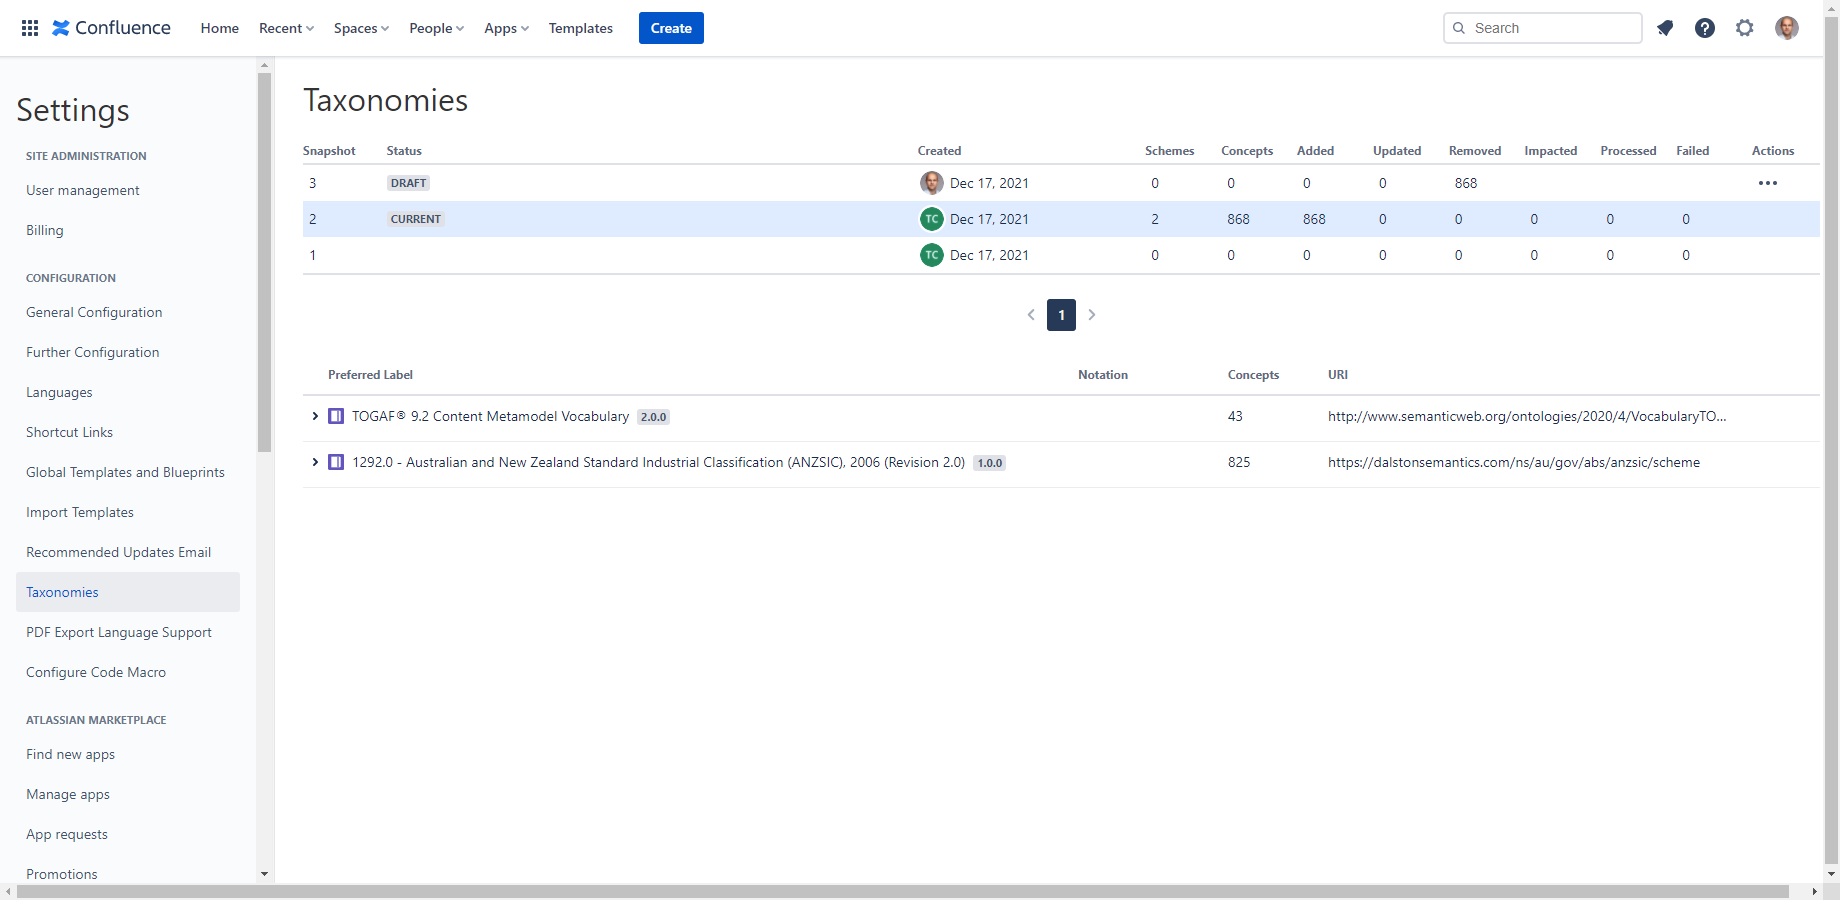 Confluence Home Recent Spaces People Apps Templates Create Search
Settings
SITE ADMINISTRATION
User management
Billing
CONFIGURATION
General Configuration
Further Configuration
Languages
Shortcut Links
Global Templates and Blueprints
Import Templates
Recommended Updates Email
Taxonomies
PDF Export Language Support
Configure Code Macro
ATLASSIAN MARKETPLACE
Find new apps
Manage apps
App requests
Promotions
Taxonomies
Snapshot Status Created Schemes Concepts Added Updated Removed Impacted Processed Failed Actions
3 DRAFT Dec 17, 2021 0 0 0 0 868
2 CURRENT TC Dec 17, 2021 2 868 868 0 0 0 0 0
1 TC Dec 17, 2021 0 0 0 0 0 0 0 0
1
Preferred Label Notation Concepts URI
TOGAF® 9.2 Content Metamodel Vocabulary 2.0.0 43 http://www.semanticweb.org/ontologies/2020/4/VocabularyTO...
1292.0 - Australian and New Zealand Standard Industrial Classification (ANZSIC), 2006 (Revision 2.0) 1.0.0 825 https://dalstonsemantics.com/ns/au/gov/abs/anzsic/scheme